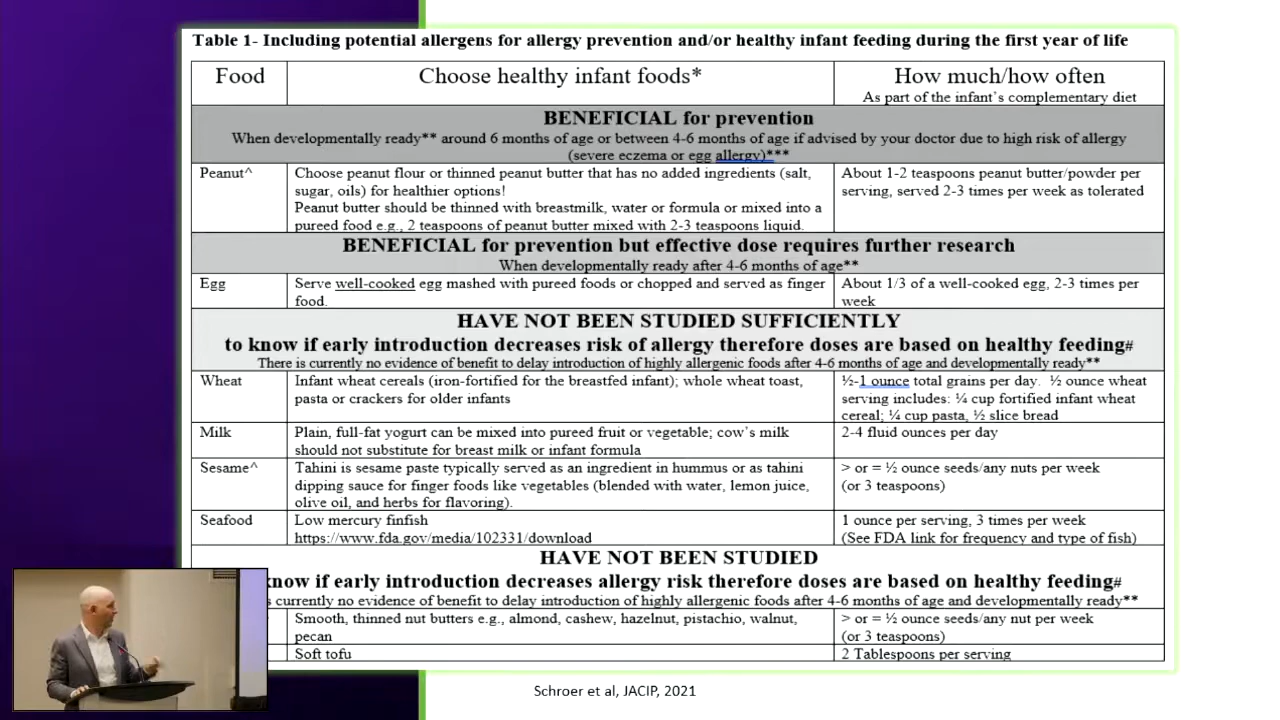 Table 1- Including potential allergens for allergy prevention and/or healthy infant feeding during the first year of life
Food
Choose healthy infant foods*
How much/how often
As part of the infant's complementary diet
BENEFICIAL for prevention
When developmentally ready** around 6 months of age or between 4-6 months of age if advised by your doctor due to high risk of allergy
(severe eczema or egg allergy)***
Peanut^
Choose peanut flour or thinned peanut butter that has no added ingredients (salt,
sugar, oils) for healthier options!
Peanut butter should be thinned with breastmilk, water or formula or mixed into a
pureed food e.g., 2 teaspoons of peanut butter mixed with 2-3 teaspoons liquid.
About 1-2 teaspoons peanut butter/powder per
serving, served 2-3 times per week as tolerated
BENEFICIAL for prevention but effective dose requires further research
When developmentally ready after 4-6 months of age**
Egg
Serve well-cooked egg mashed with pureed foods or chopped and served as finger
food.
About 1/3 of a well-cooked egg, 2-3 times per
week
HAVE NOT BEEN STUDIED SUFFICIENTLY
to know if early introduction decreases risk of allergy therefore doses are based on healthy feeding#
There is currently no evidence of benefit to delay introduction of highly allergenic foods after 4-6 months of age and developmentally ready**
Wheat
Infant wheat cereals (iron-fortified for the breastfed infant); whole wheat toast,
pasta or crackers for older infants
½-1 ounce total grains per day. ½ ounce wheat
serving includes: ¼ cup fortified infant wheat
cereal; ¼ cup pasta, ½ slice bread
Milk
Plain, full-fat yogurt can be mixed into pureed fruit or vegetable; cow's milk
should not substitute for breast milk or infant formula
2-4 fluid ounces per day
Sesame^
Tahini is sesame paste typically served as an ingredient in hummus or as tahini
dipping sauce for finger foods like vegetables (blended with water, lemon juice,
olive oil, and herbs for flavoring).
> or = ½ ounce seeds/any nuts per week
(or 3 teaspoons)
Seafood
Low mercury finfish
https://www.fda.gov/media/102331/download
1 ounce per serving, 3 times per week
(See FDA link for frequency and type of fish)
HAVE NOT BEEN STUDIED
know if early introduction decreases allergy risk therefore doses are based on healthy feeding#
currently no evidence of benefit to delay introduction of highly allergenic foods after 4-6 months of age and developmentally ready**
Smooth, thinned nut butters e.g., almond, cashew, hazelnut, pistachio, walnut,
pecan
> or = ½ ounce seeds/any nut per week
(or 3 teaspoons)
Soft tofu
2 Tablespoons per serving
Schroer et al, JACIP, 2021